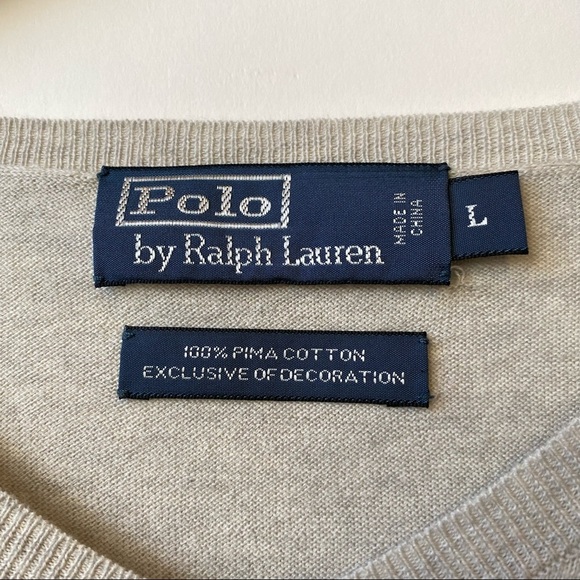 Polo
by Ralph Lauren
MADE IN
CHINA
L
100% PIMA COTTON
EXCLUSIVE OF DECORATION